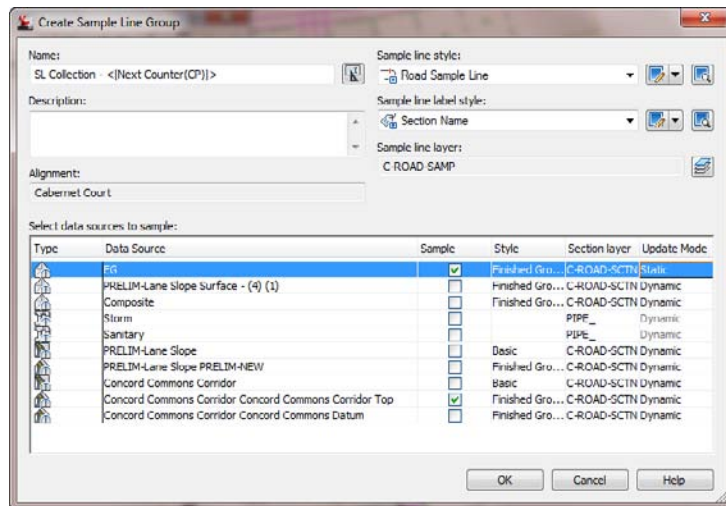 Create Sample Line Group
Name:
SL Collection - <[Next Counter(CP)]>
Description:
Alignment:
Cabernet Court
Sample line style:
Road Sample Line
Sample line label style:
Section Name
Sample line layer:
C-ROAD-SAMP
Select data sources to sample:
Type Data Source Sample Style Section layer Update Mode
EG Finished Gro... C-ROAD-SCTN Static
PRELIM-Lane Slope Surface - (4) (1) Finished Gro... C-ROAD-SCTN Dynamic
Composite Finished Gro... C-ROAD-SCTN Dynamic
Storm PIPE_ Dynamic
Sanitary PIPE_ Dynamic
PRELIM-Lane Slope Basic C-ROAD-SCTN Dynamic
PRELIM-Lane Slope PRELIM-NEW Finished Gro... C-ROAD-SCTN Dynamic
Concord Commons Corridor Basic C-ROAD-SCTN Dynamic
Concord Commons Corridor Concord Commons Corridor Top Finished Gro... C-ROAD-SCTN Dynamic
Concord Commons Corridor Concord Commons Datum Finished Gro... C-ROAD-SCTN Dynamic
OK Cancel Help